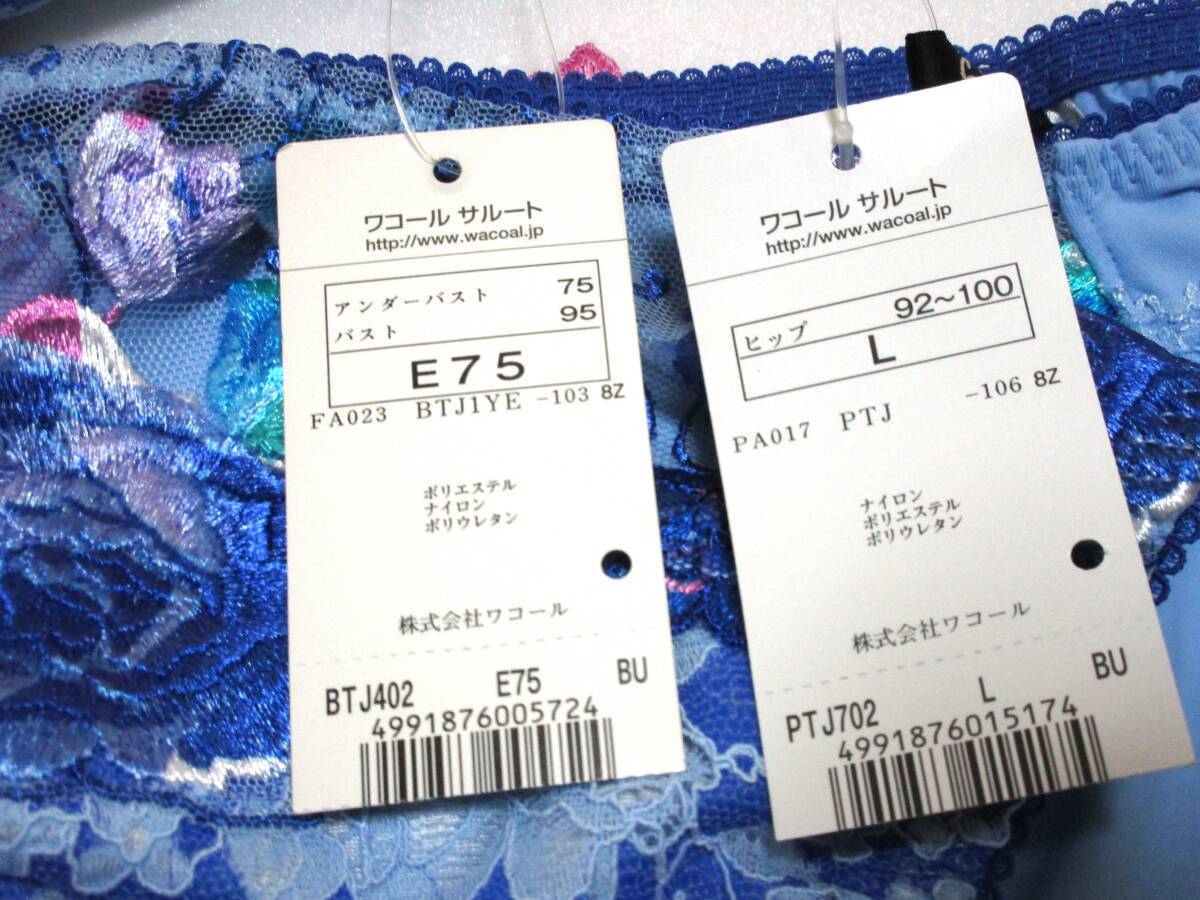 ワコール サルート
http://www.wacoal.jp
アンダーバスト 75
バスト 95
E75
FA023 BTJ1YE -103 8Z
ポリエステル
ナイロン
ポリウレタン
株式会社ワコール
BTJ402 E75 BU
4991876005724
ワコール サルート
http://www.wacoal.jp
ヒップ 92~100
L
PA017 PTJ -106 8Z
ナイロン
ポリエステル
ポリウレタン
株式会社ワコール
PTJ702 L BU
4991876015174